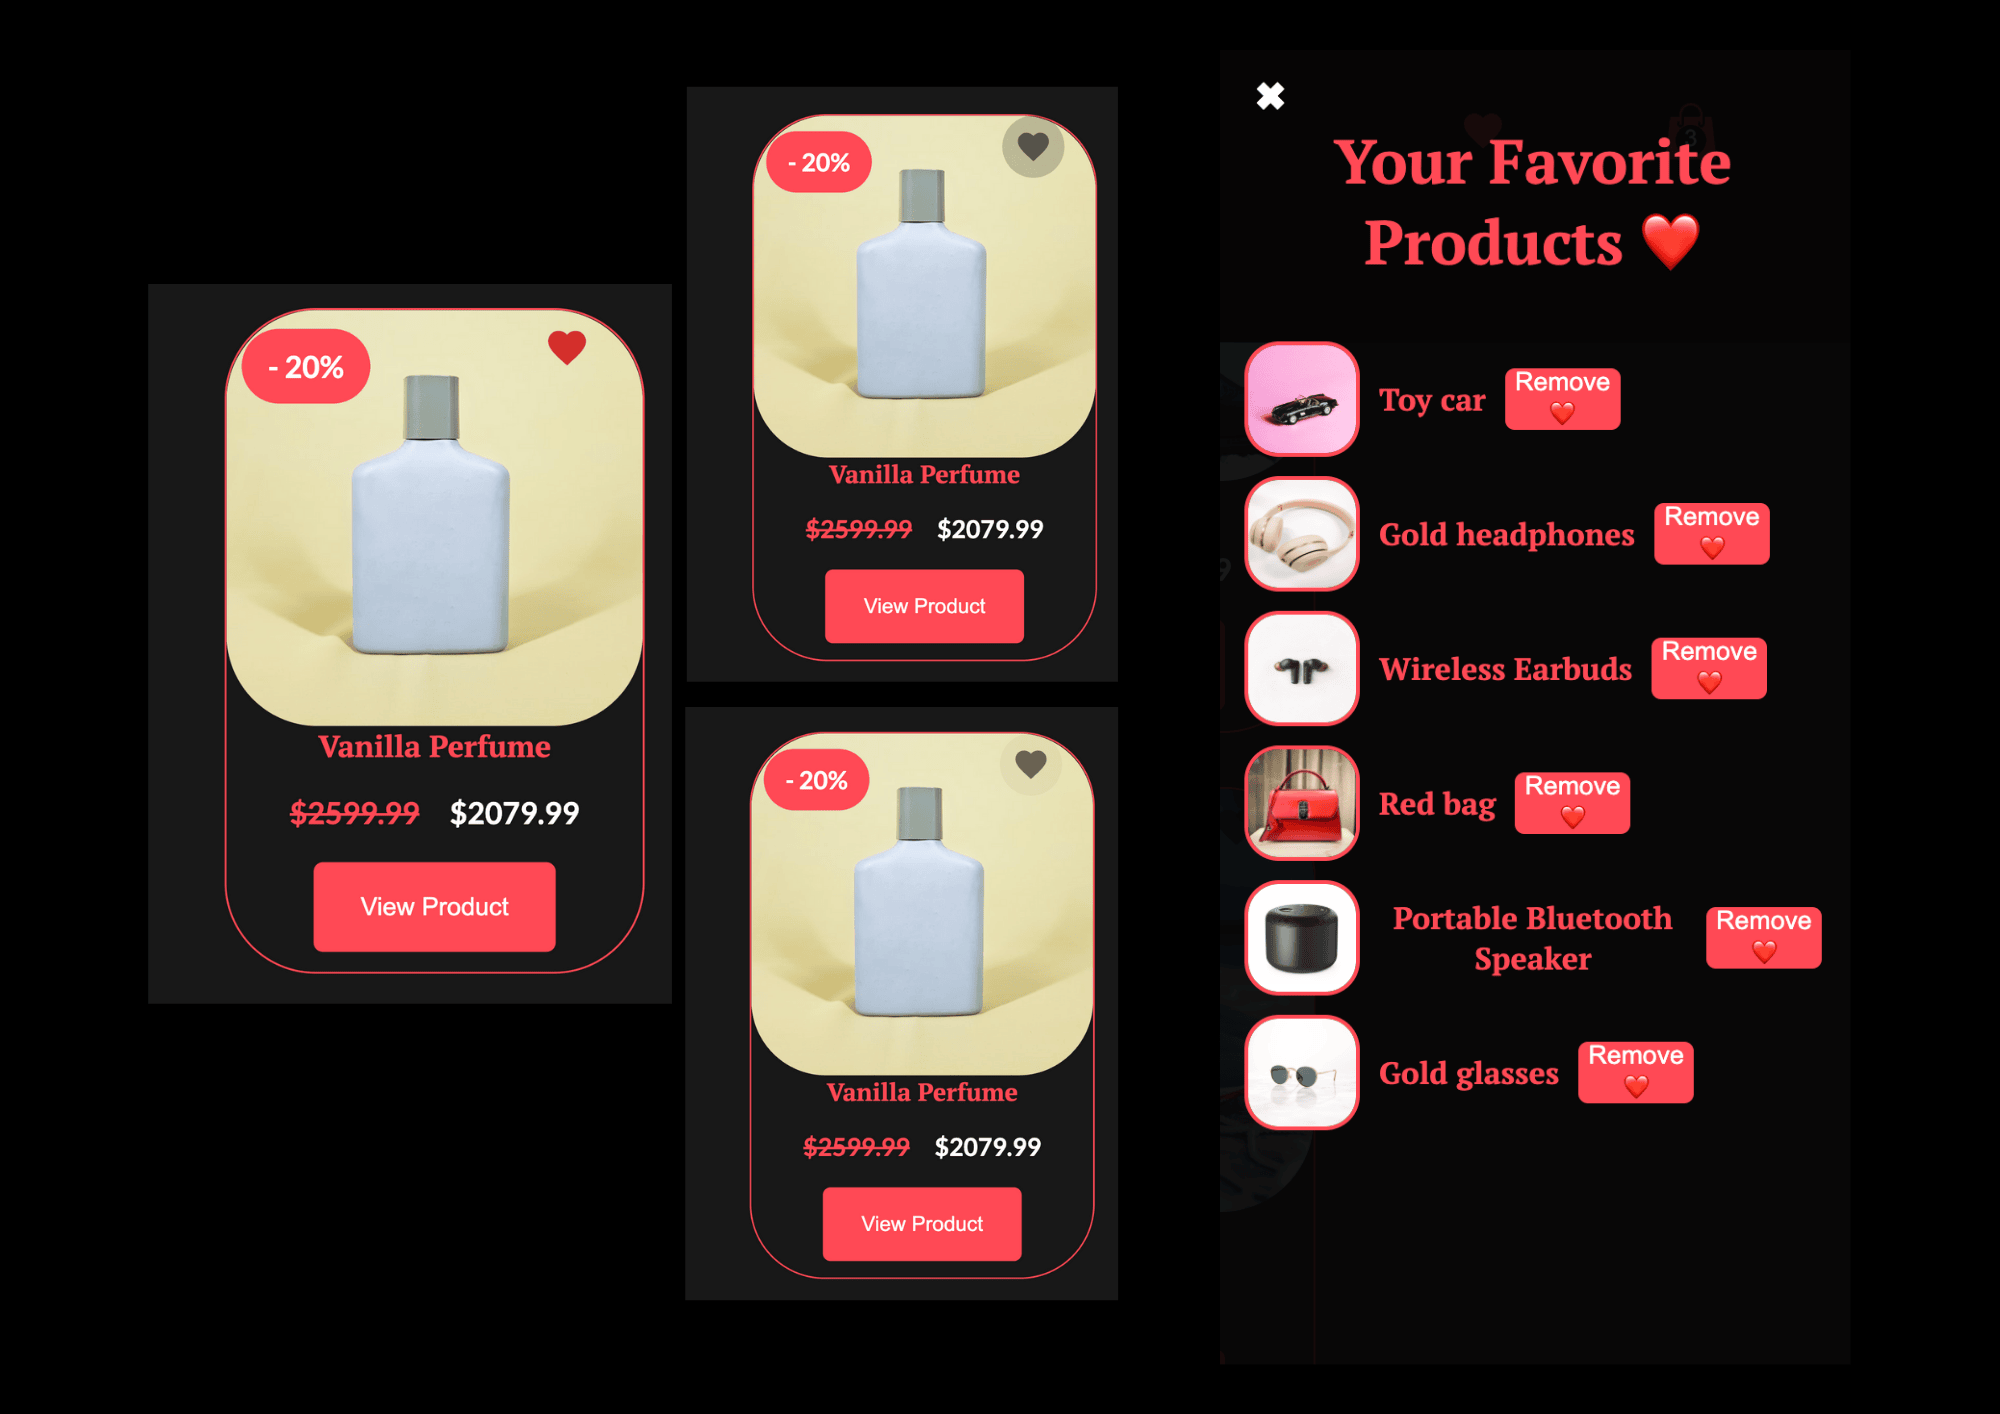 - 20%
Vanilla Perfume
$2599.99 $2079.99
View Product
- 20%
Vanilla Perfume
$2599.99 $2079.99
View Product
- 20%
Vanilla Perfume
$2599.99 $2079.99
View Product
✖
3
Your Favorite
Products ❤️
Toy car
Remove
❤️
Gold headphones
Remove
❤️
9
Wireless Earbuds
Remove
❤️
Red bag
Remove
❤️
Portable Bluetooth
Speaker
Remove
❤️
Gold glasses
Remove
❤️